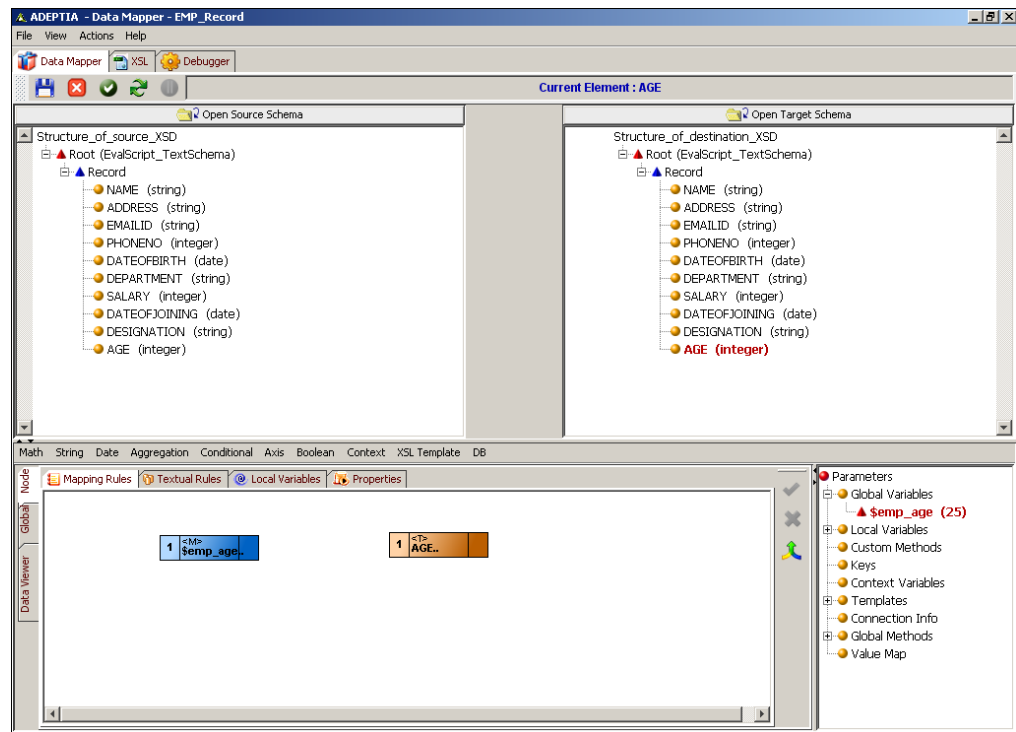 ADEPTIA - Data Mapper - EMP_Record
File View Actions Help
Data Mapper XSL Debugger
Current Element : AGE
Open Source Schema
Structure_of_source_XSD
Root (EvalScript_TextSchema)
Record
NAME (string)
ADDRESS (string)
EMAILID (string)
PHONENO (integer)
DATEOFBIRTH (date)
DEPARTMENT (string)
SALARY (integer)
DATEOFJOINING (date)
DESIGNATION (string)
AGE (integer)
Open Target Schema
Structure_of_destination_XSD
Root (EvalScript_TextSchema)
Record
NAME (string)
ADDRESS (string)
EMAILID (string)
PHONENO (integer)
DATEOFBIRTH (date)
DEPARTMENT (string)
SALARY (integer)
DATEOFJOINING (date)
DESIGNATION (string)
AGE (integer)
Math String Date Aggregation Conditional Axis Boolean Context XSL Template DB
Node
Global
Data Viewer
Mapping Rules Textual Rules Local Variables Properties
1 <M> $emp_age..
1 <T> AGE..
Parameters
Global Variables
$emp_age (25)
Local Variables
Custom Methods
Keys
Context Variables
Templates
Connection Info
Global Methods
Value Map